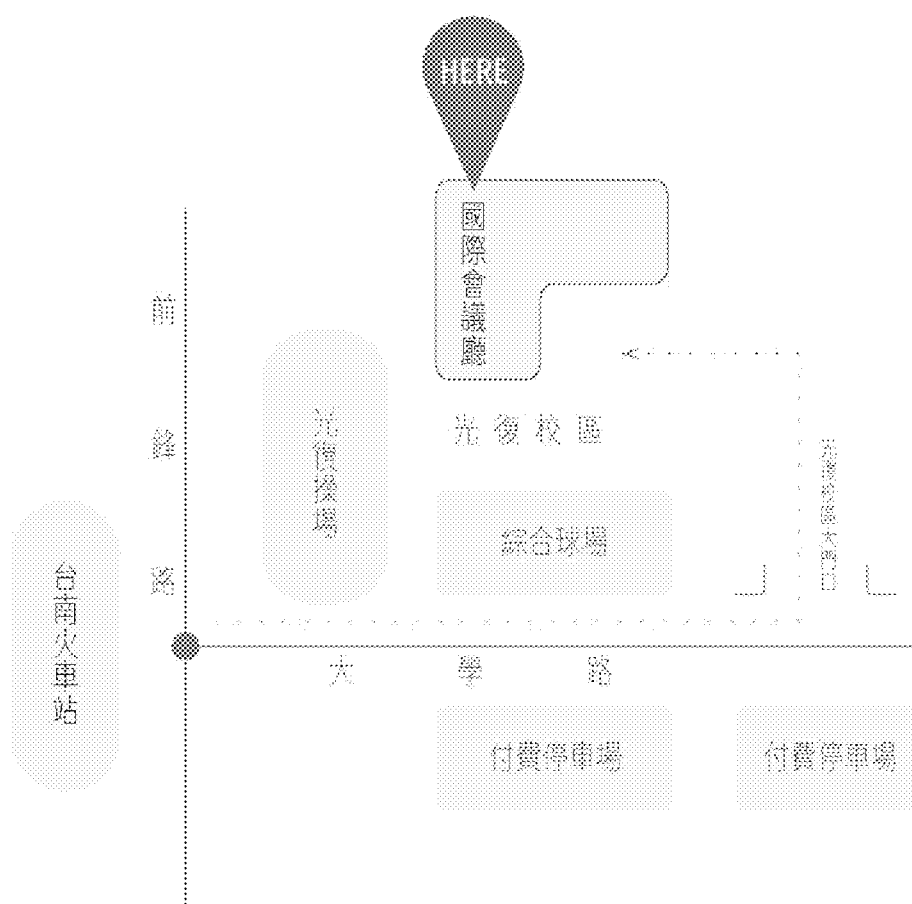 HERE
國際會議廳
前鋒路
光復操場
光復校區
光復校區大門口
綜合球場
台南火車站
大學路
付費停車場
付費停車場